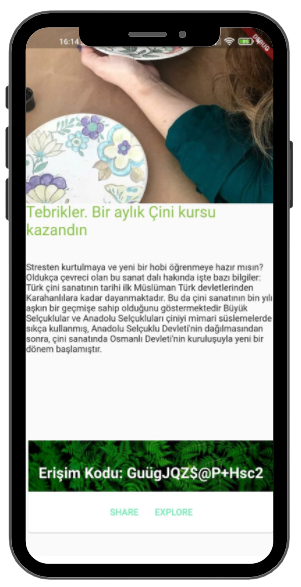 16:14
DEBUG
Tebrikler. Bir aylık Çini kursu
kazandın
Stresten kurtulmaya ve yeni bir hobi öğrenmeye hazır mısın?
Oldukça çevreci olan bu sanat dalı hakında işte bazı bilgiler:
Türk çini sanatının tarihi ilk Müslüman Türk devletlerinden
Karahanlılara kadar dayanmaktadır. Bu da çini sanatının bin yılı
aşkın bir geçmişe sahip olduğunu göstermektedir Büyük
Selçuklular ve Anadolu Selçukluları çiniyi mimari süslemelerde
sıkça kullanmış, Anadolu Selçuklu Devleti'nin dağılmasından
sonra, çini sanatında Osmanlı Devleti'nin kuruluşuyla yeni bir
dönem başlamıştır.
Erişim Kodu: GuügJQZ$@P+Hsc2
SHARE EXPLORE